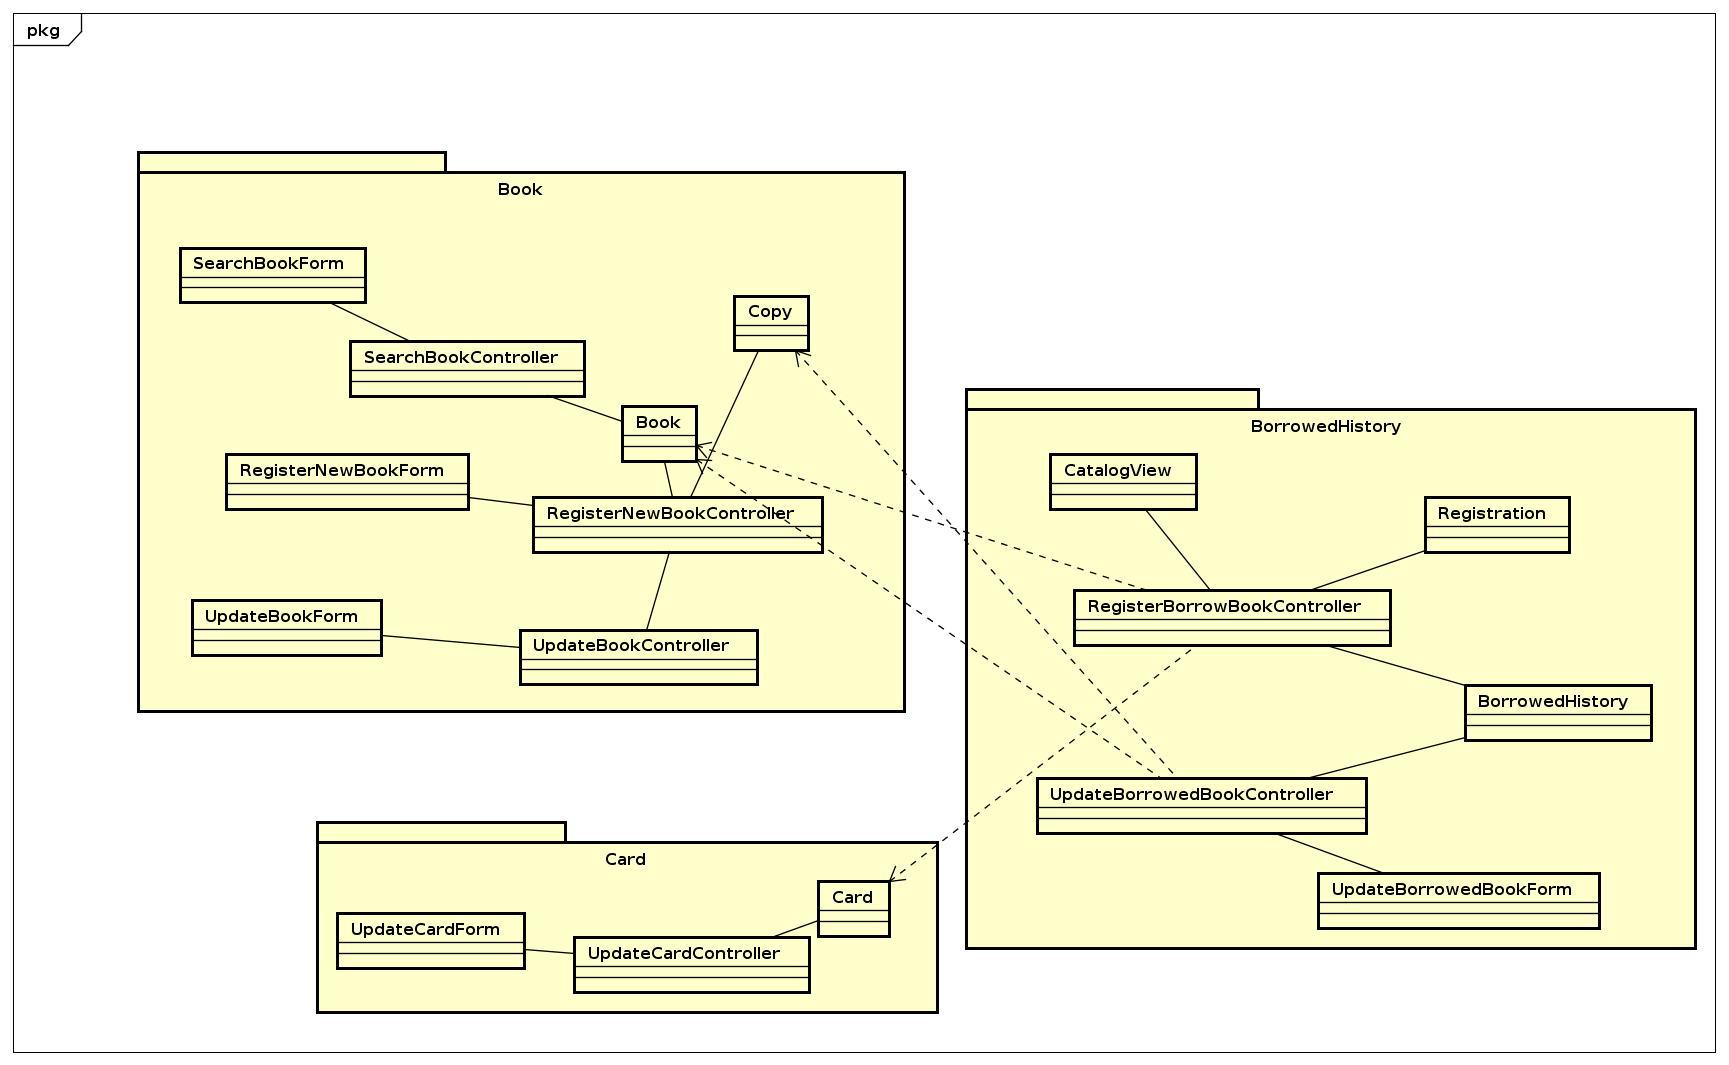 pkg
Book
SearchBookForm
Copy
SearchBookController
Book
RegisterNewBookForm
RegisterNewBookController
UpdateBookForm
UpdateBookController
BorrowedHistory
CatalogView
Registration
RegisterBorrowBookController
BorrowedHistory
UpdateBorrowedBookController
UpdateBorrowedBookForm
Card
Card
UpdateCardForm
UpdateCardController